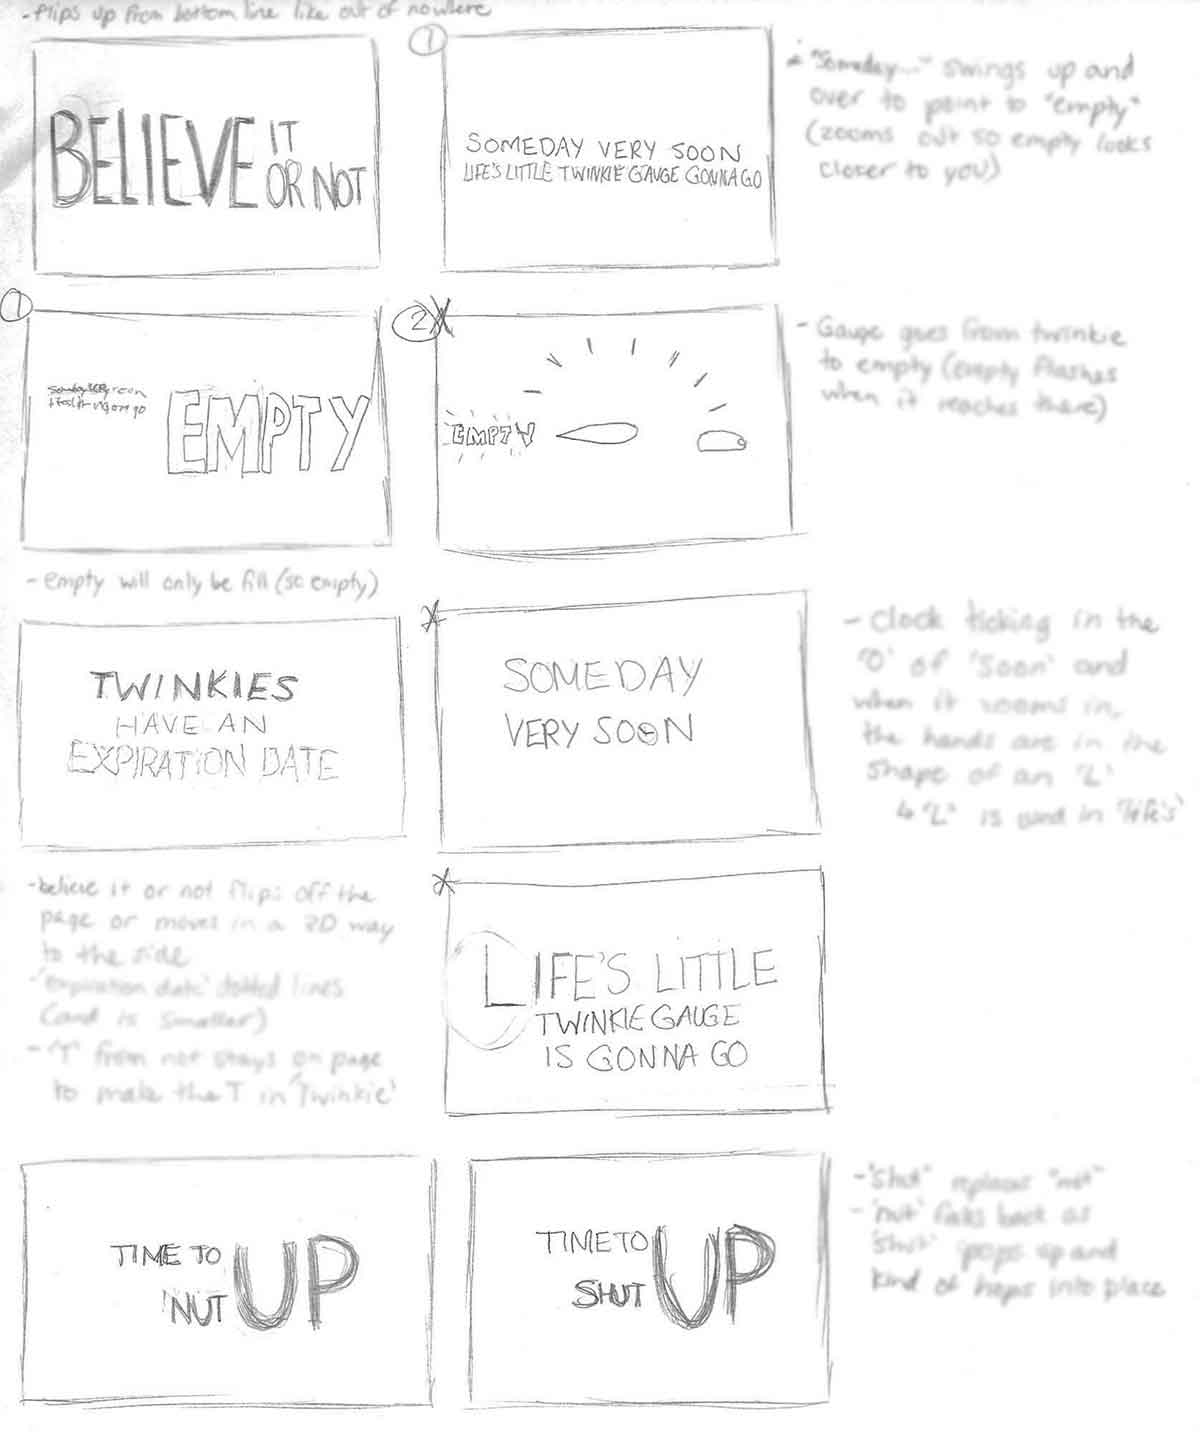 - flips up from bottom line like out of nowhere
BELIEVE IT
OR NOT
1
SOMEDAY VERY SOON
LIFE'S LITTLE TWINKIE GAUGE GONNA GO
* "Someday..." swings up and
over to point to "empty"
(zooms out so empty looks
closer to you)
1
EMPTY
2
EMPTY
- Gauge goes from twinkie
to empty (empty flashes
when it reaches there)
- empty will only be fill (so empty)
TWINKIES
HAVE AN
EXPIRATION DATE
SOMEDAY
VERY SOON
- Clock ticking in the
'O' of 'soon' and
when it zooms in,
the hands are in the
shape of an 'L'
↳ 'L' is used in 'life's'
- believe it or not flips off the
page or moves in a way
to the side
- 'expiration date' dotted lines
(and is smaller)
- 'T' from not stays on page
to make the T in 'Twinkie'
LIFE'S LITTLE
TWINKIE GAUGE
IS GONNA GO
TIME TO
NUT UP
TIME TO
SHUT UP
- 'shut' replaces "nut"
- 'nut' falls back as
'shut' pops up and
kind of hops into place